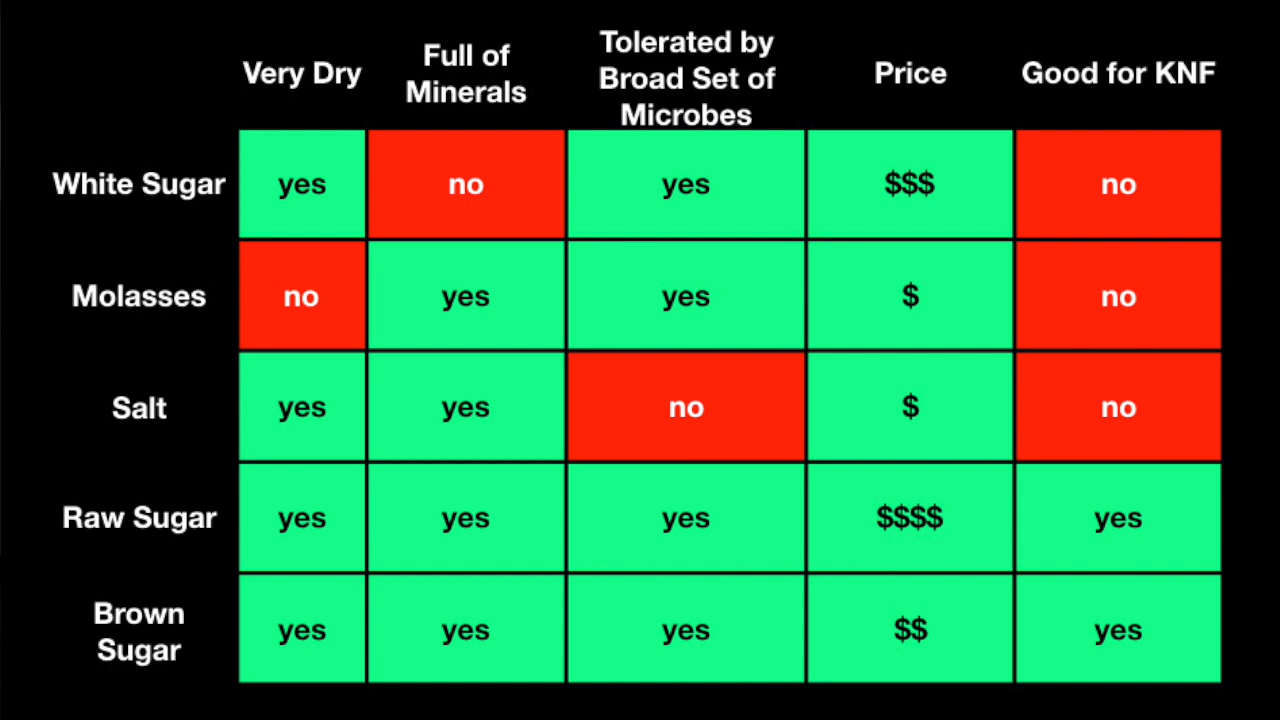 Very Dry
Full of
Minerals
Tolerated by
Broad Set of
Microbes
Price
Good for KNF
White Sugar yes no yes $$$ no
Molasses no yes yes $ no
Salt yes yes no $ no
Raw Sugar yes yes yes $$$$ yes
Brown
Sugar
yes yes yes $$ yes